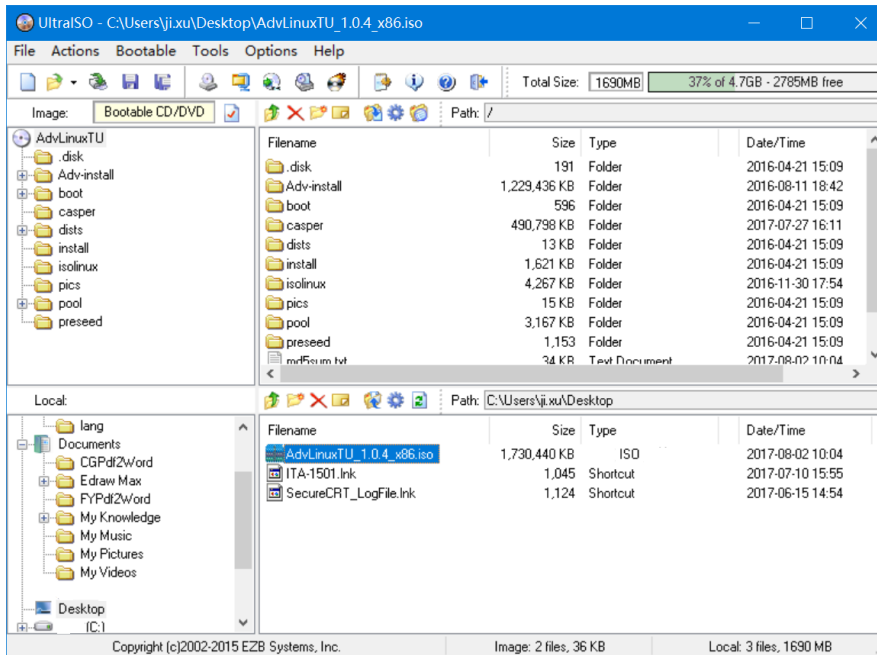 UltraISO - C:\Users\ji.xu\Desktop\AdvLinuxTU_1.0.4_x86.iso
File Actions Bootable Tools Options Help
Total Size: 1690MB 37% of 4.7GB - 2785MB free
Image: Bootable CD/DVD Path: /
AdvLinuxTU
.disk
Adv-install
boot
casper
dists
install
isolinux
pics
pool
preseed
Filename Size Type Date/Time
.disk 191 Folder 2016-04-21 15:09
Adv-install 1,229,436 KB Folder 2016-08-11 18:42
boot 596 Folder 2016-04-21 15:09
casper 490,798 KB Folder 2017-07-27 16:11
dists 13 KB Folder 2016-04-21 15:09
install 1,621 KB Folder 2016-04-21 15:09
isolinux 4,267 KB Folder 2016-11-30 17:54
pics 15 KB Folder 2016-04-21 15:09
pool 3,167 KB Folder 2016-04-21 15:09
preseed 1,153 Folder 2016-04-21 15:09
md5sum.txt 34 KB Text Document 2017-08-02 10:04
Local: Path: C:\Users\ji.xu\Desktop
lang
Documents
CGPdf2Word
Edraw Max
FYPdf2Word
My Knowledge
My Music
My Pictures
My Videos
Desktop
(C:)
Filename Size Type Date/Time
AdvLinuxTU_1.0.4_x86.iso 1,730,440 KB ISO 2017-08-02 10:04
ITA-1501.lnk 1,045 Shortcut 2017-07-10 15:55
SecureCRT_LogFile.lnk 1,124 Shortcut 2017-06-15 14:54
Copyright (c)2002-2015 EZB Systems, Inc. Image: 2 files, 36 KB Local: 3 files, 1690 MB